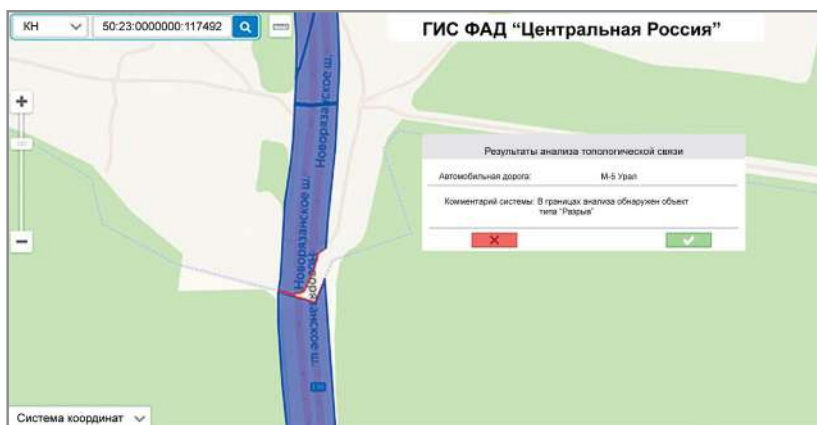 КН
50:23:0000000:117492
ГИС ФАД “Центральная Россия”
Новорязанское ш.
Новорязанское ш.
Результаты анализа топологической связи
Автомобильная дорога: М-5 Урал
Комментарий системы: В границах анализа обнаружен объект
типа “Разрыв”
Система координат